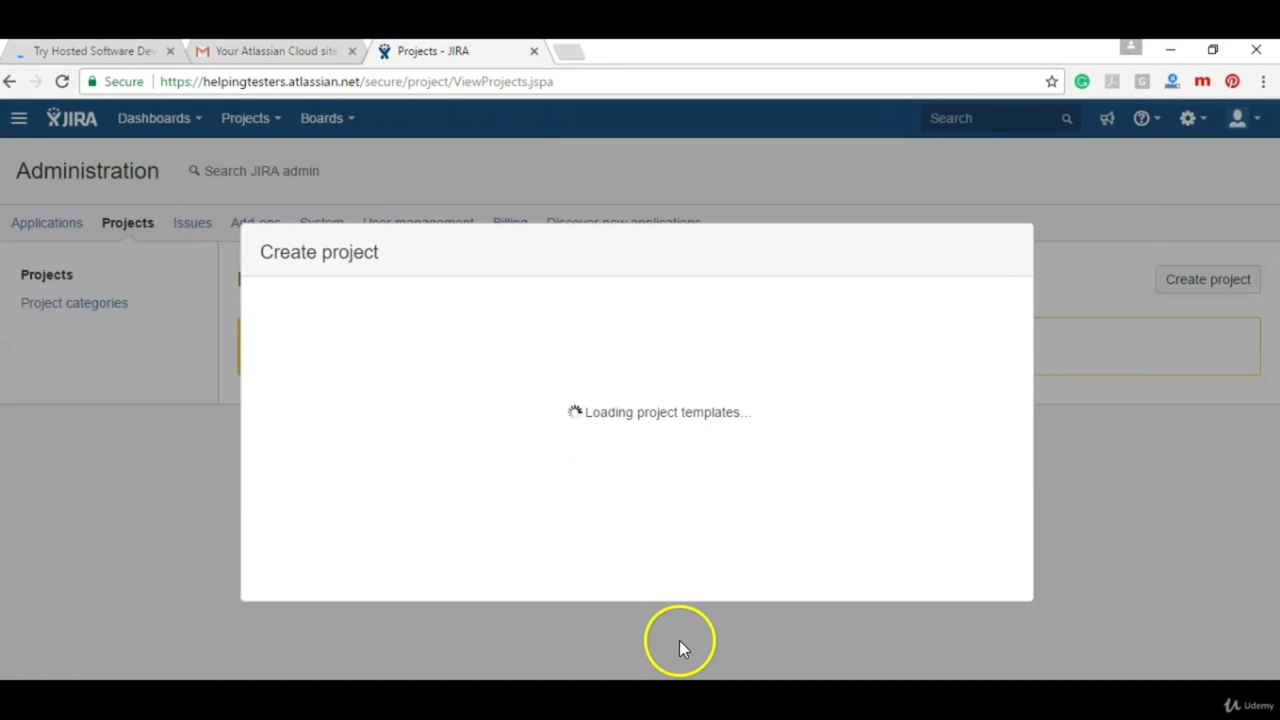 Try Hosted Software Dev
Your Atlassian Cloud site
Projects - JIRA
Secure
https://helpingtesters.atlassian.net/secure/project/ViewProjects.jspa
JIRA
Dashboards
Projects
Boards
Search
Administration
Search JIRA admin
Applications
Projects
Issues
Add-ons
System
User management
Billing
Discover new applications
Create project
Projects
Project categories
Create project
Loading project templates...
Udemy